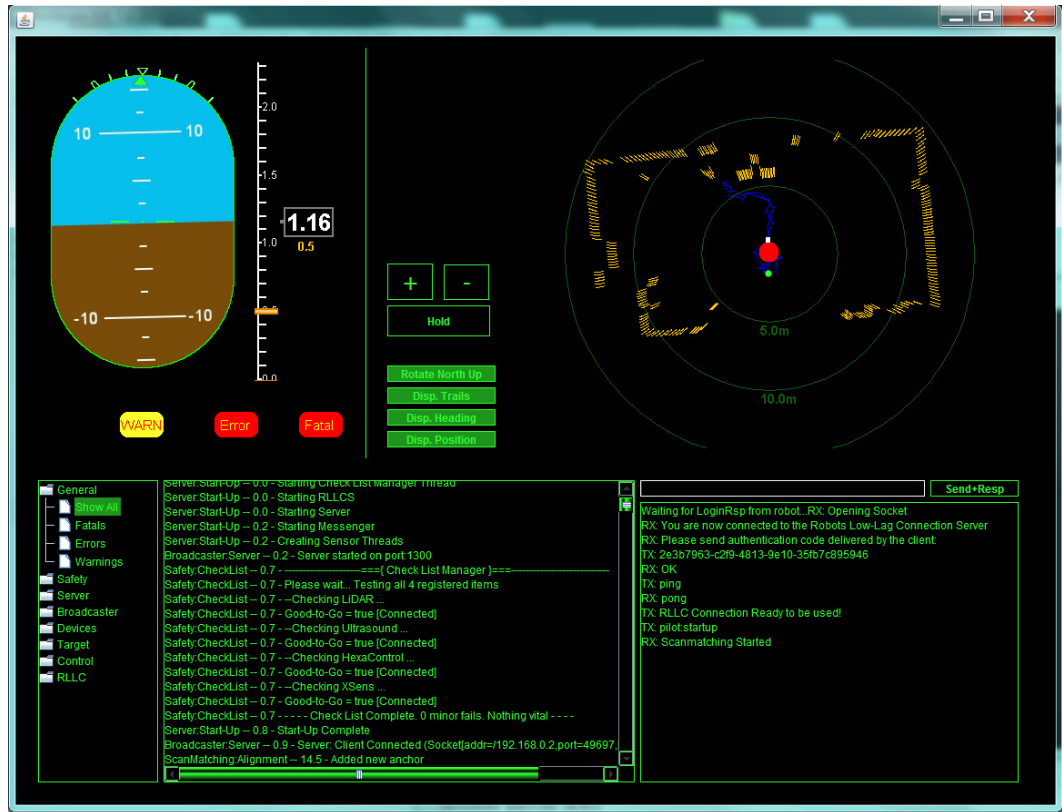 10 10
-10 -10
2.0
1.5
1.16
1.0
0.5
0.5
0.0
WARN Error Fatal
+ -
Hold
Rotate North Up
Disp. Trails
Disp. Heading
Disp. Position
5.0m
10.0m
General
Show All
Fatals
Errors
Warnings
Safety
Server
Broadcaster
Devices
Target
Control
RLLC
Server:Start-Up -- 0.0 - Starting Check List Manager Thread
Server:Start-Up -- 0.0 - Starting RLLCS
Server:Start-Up -- 0.0 - Starting Server
Server:Start-Up -- 0.2 - Starting Messenger
Server:Start-Up -- 0.2 - Creating Sensor Threads
Broadcaster:Server -- 0.2 - Server started on port:1300
Safety:CheckList -- 0.7 - --------------------==={ Check List Manager }===-------------------------
Safety:CheckList -- 0.7 - Please wait... Testing all 4 registered items
Safety:CheckList -- 0.7 - --Checking LiDAR ...
Safety:CheckList -- 0.7 - Good-to-Go = true [Connected]
Safety:CheckList -- 0.7 - --Checking Ultrasound ...
Safety:CheckList -- 0.7 - Good-to-Go = true [Connected]
Safety:CheckList -- 0.7 - --Checking HexaControl ...
Safety:CheckList -- 0.7 - Good-to-Go = true [Connected]
Safety:CheckList -- 0.7 - --Checking XSens ...
Safety:CheckList -- 0.7 - Good-to-Go = true [Connected]
Safety:CheckList -- 0.7 - - - - - Check List Complete. 0 minor fails. Nothing vital - - - -
Server:Start-Up -- 0.8 - Start-Up Complete
Broadcaster:Server -- 0.9 - Server: Client Connected (Socket[addr=/192.168.0.2,port=49697,
ScanMatching:Alignment -- 14.5 - Added new anchor
Send+Resp
Waiting for LoginRsp from robot...RX: Opening Socket
RX: You are now connected to the Robots Low-Lag Connection Server
RX: Please send authentication code delivered by the client:
TX: 2e3b7963-c2f9-4813-9e10-35fb7c895946
RX: OK
TX: ping
RX: pong
TX: RLLC Connection Ready to be used!
TX: pilot:startup
RX: Scanmatching Started